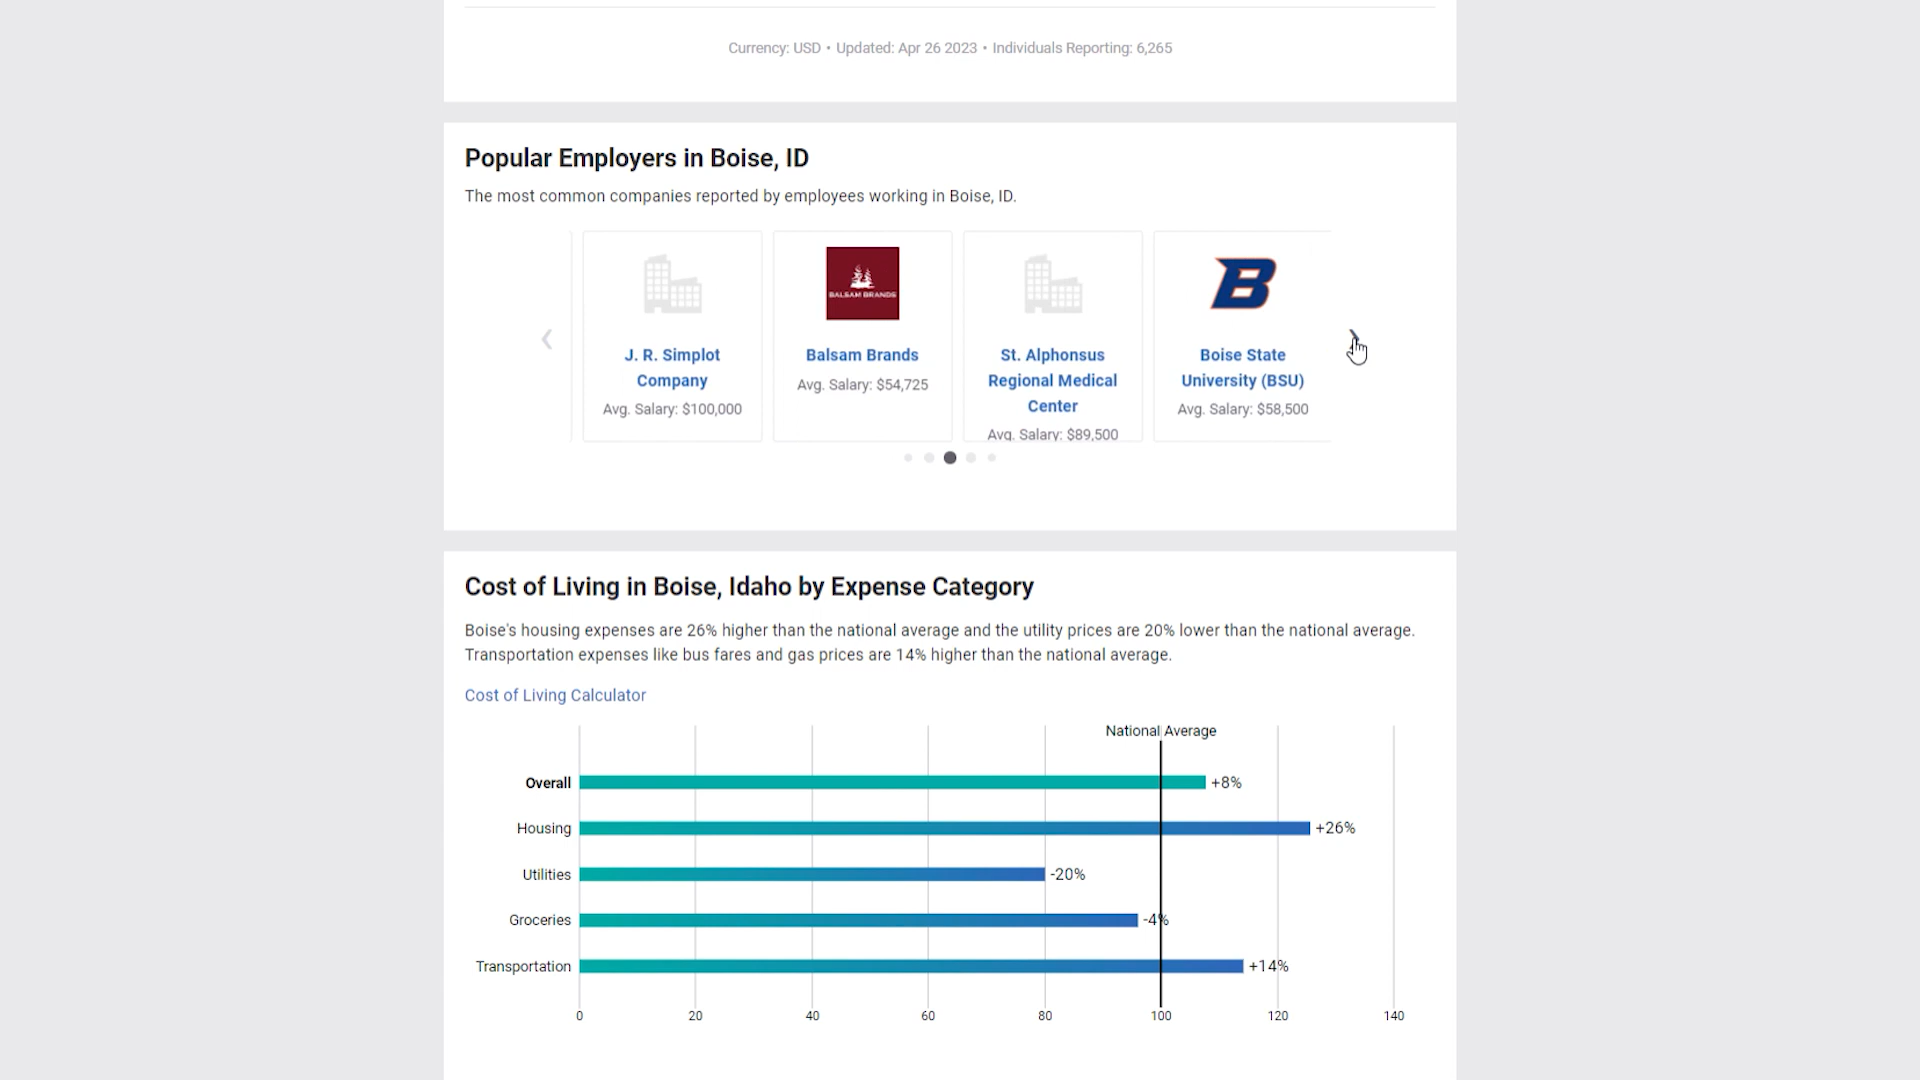 Currency: USD • Updated: Apr 26 2023 • Individuals Reporting: 6,265
Popular Employers in Boise, ID
The most common companies reported by employees working in Boise, ID.
J. R. Simplot
Company
Avg. Salary: $100,000
BALSAM BRANDS
Balsam Brands
Avg. Salary: $54,725
St. Alphonsus
Regional Medical
Center
Avg. Salary: $89,500
B
Boise State
University (BSU)
Avg. Salary: $58,500
Cost of Living in Boise, Idaho by Expense Category
Boise's housing expenses are 26% higher than the national average and the utility prices are 20% lower than the national average.
Transportation expenses like bus fares and gas prices are 14% higher than the national average.
Cost of Living Calculator
National Average
Overall +8%
Housing +26%
Utilities -20%
Groceries -4%
Transportation +14%
0 20 40 60 80 100 120 140